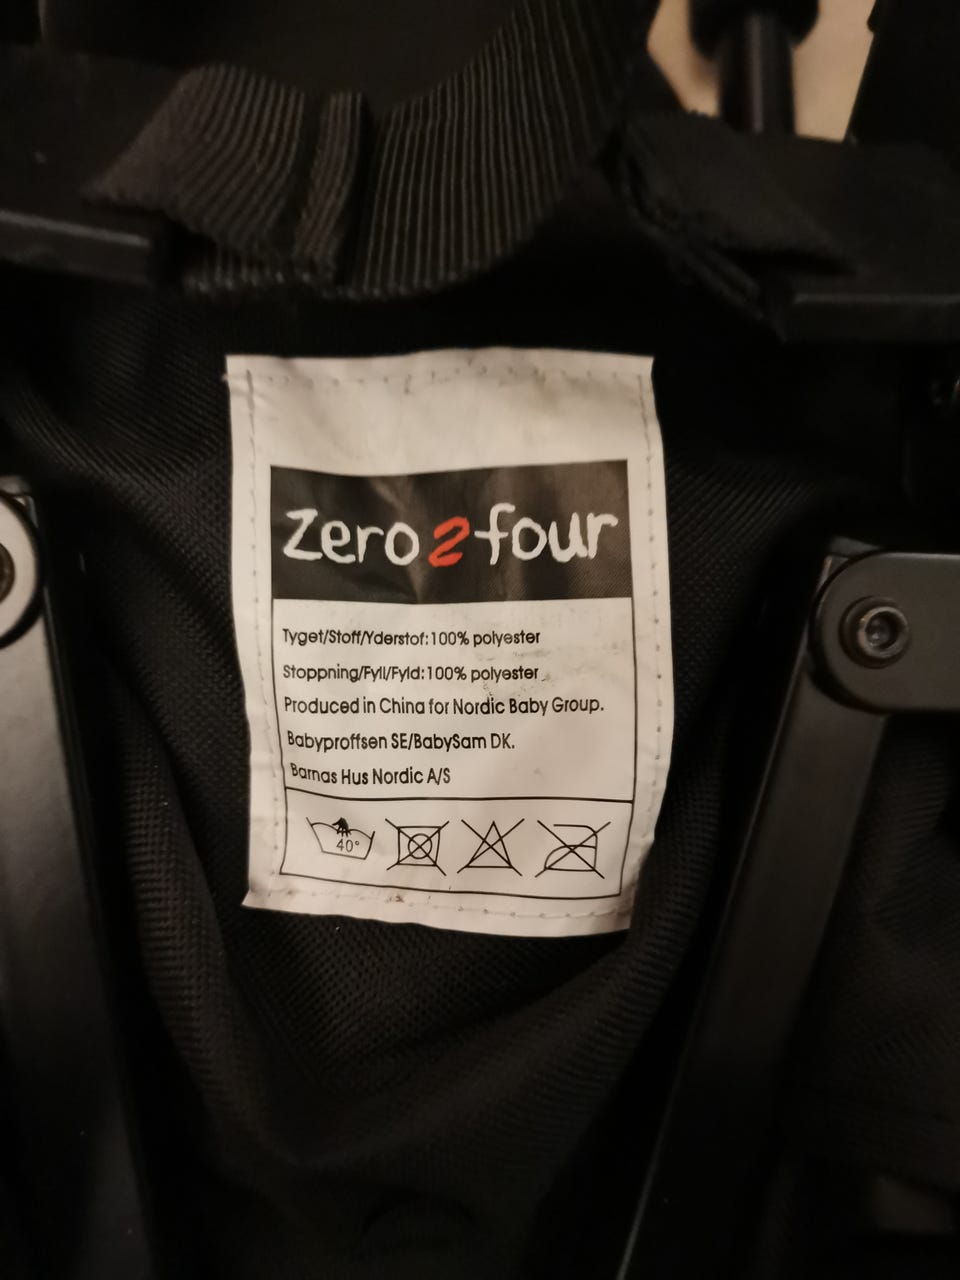 zero2four
Tyget/Stoff/Yderstof:100% polyester
Stoppning/Fyll/Fyld:100% polyester
Produced in China for Nordic Baby Group.
Babyproffsen SE/BabySam DK.
Barnas Hus Nordic A/S
40°